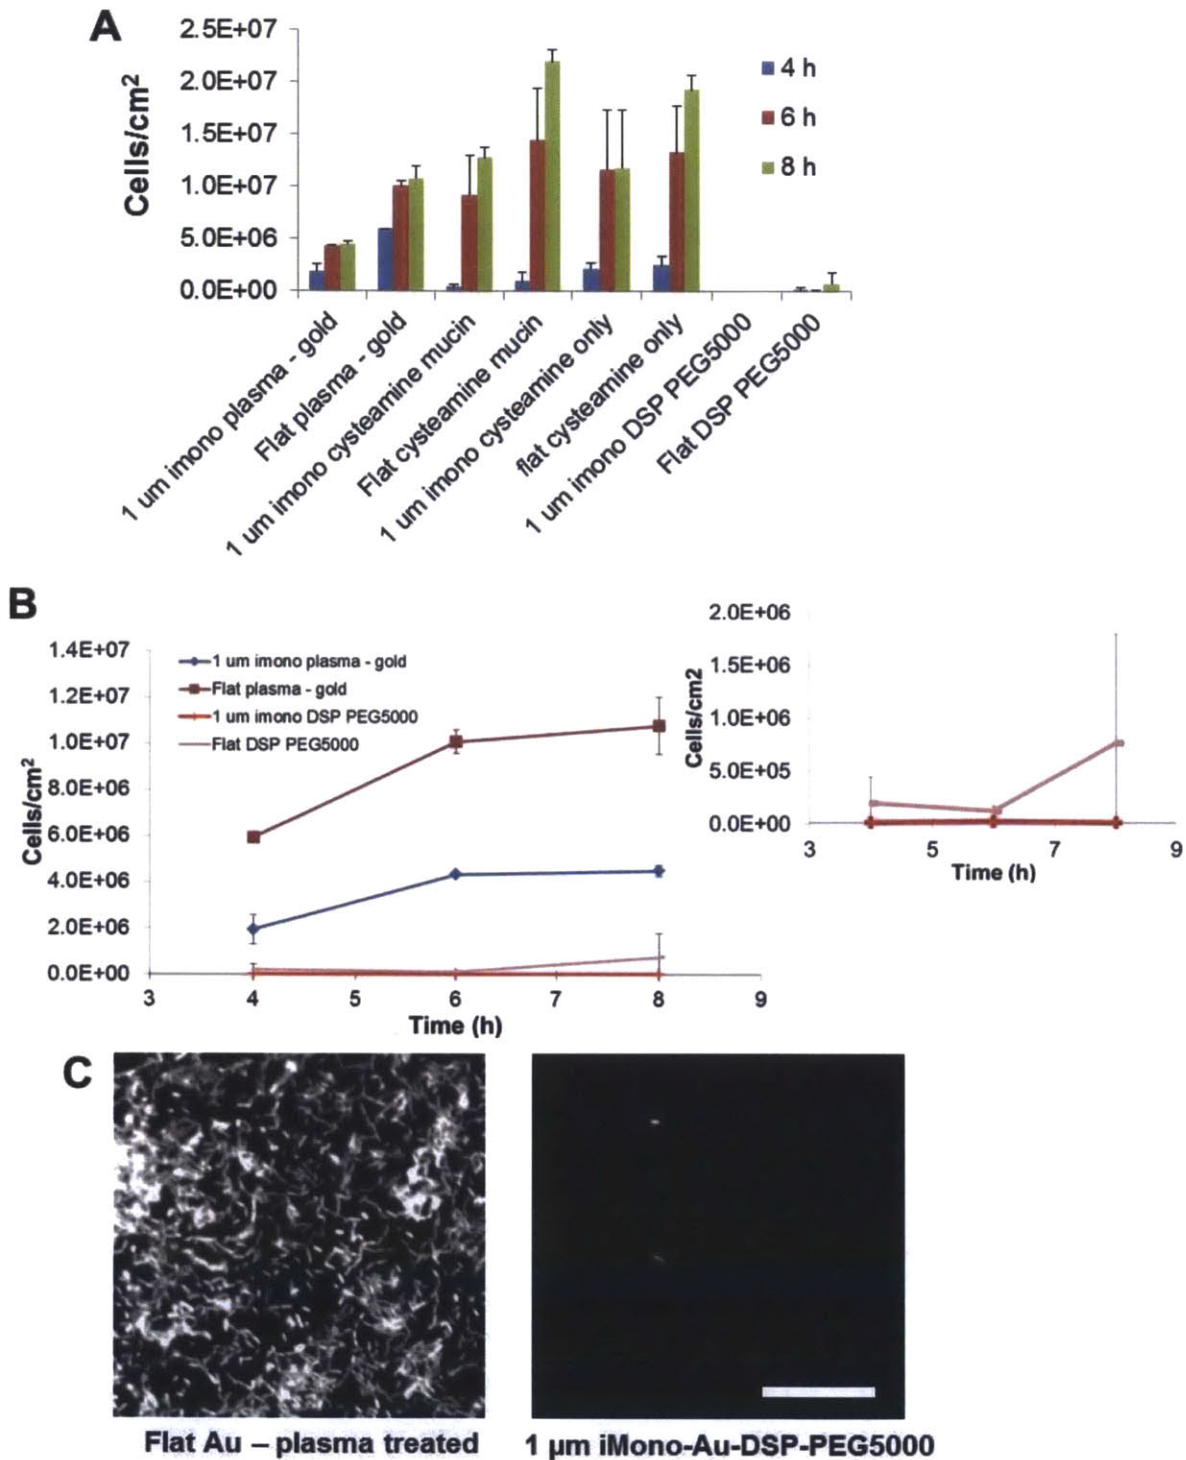 A
Cells/cm2
2.5E+07
2.0E+07
1.5E+07
1.0E+07
5.0E+06
0.0E+00
4 h
6 h
8 h
1 um imono plasma - gold
Flat plasma - gold
1 um imono cysteamine mucin
Flat cysteamine mucin
1 um imono cysteamine only
flat cysteamine only
1 um imono DSP PEG5000
Flat DSP PEG5000
B
Cells/cm2
1.4E+07
1.2E+07
1.0E+07
8.0E+06
6.0E+06
4.0E+06
2.0E+06
0.0E+00
1 um imono plasma - gold
Flat plasma - gold
1 um imono DSP PEG5000
Flat DSP PEG5000
3 4 5 6 7 8 9
Time (h)
Cells/cm2
2.0E+06
1.5E+06
1.0E+06
5.0E+05
0.0E+00
3 5 7 9
Time (h)
C
Flat Au – plasma treated
1 µm iMono-Au-DSP-PEG5000